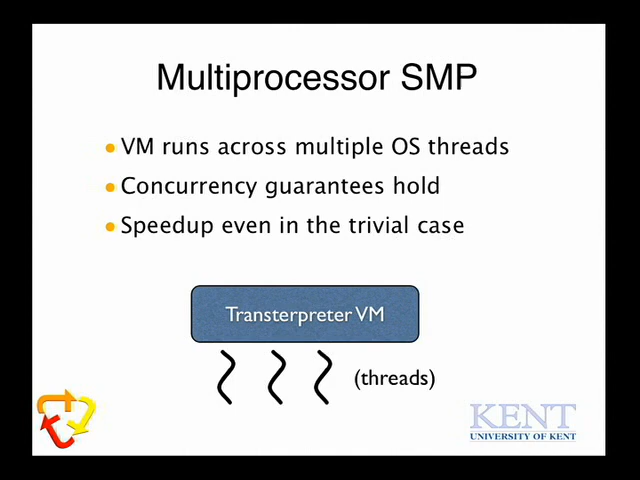 Multiprocessor SMP
VM runs across multiple OS threads
Concurrency guarantees hold
Speedup even in the trivial case
Transterpreter VM
(threads)
KENT
UNIVERSITY OF KENT